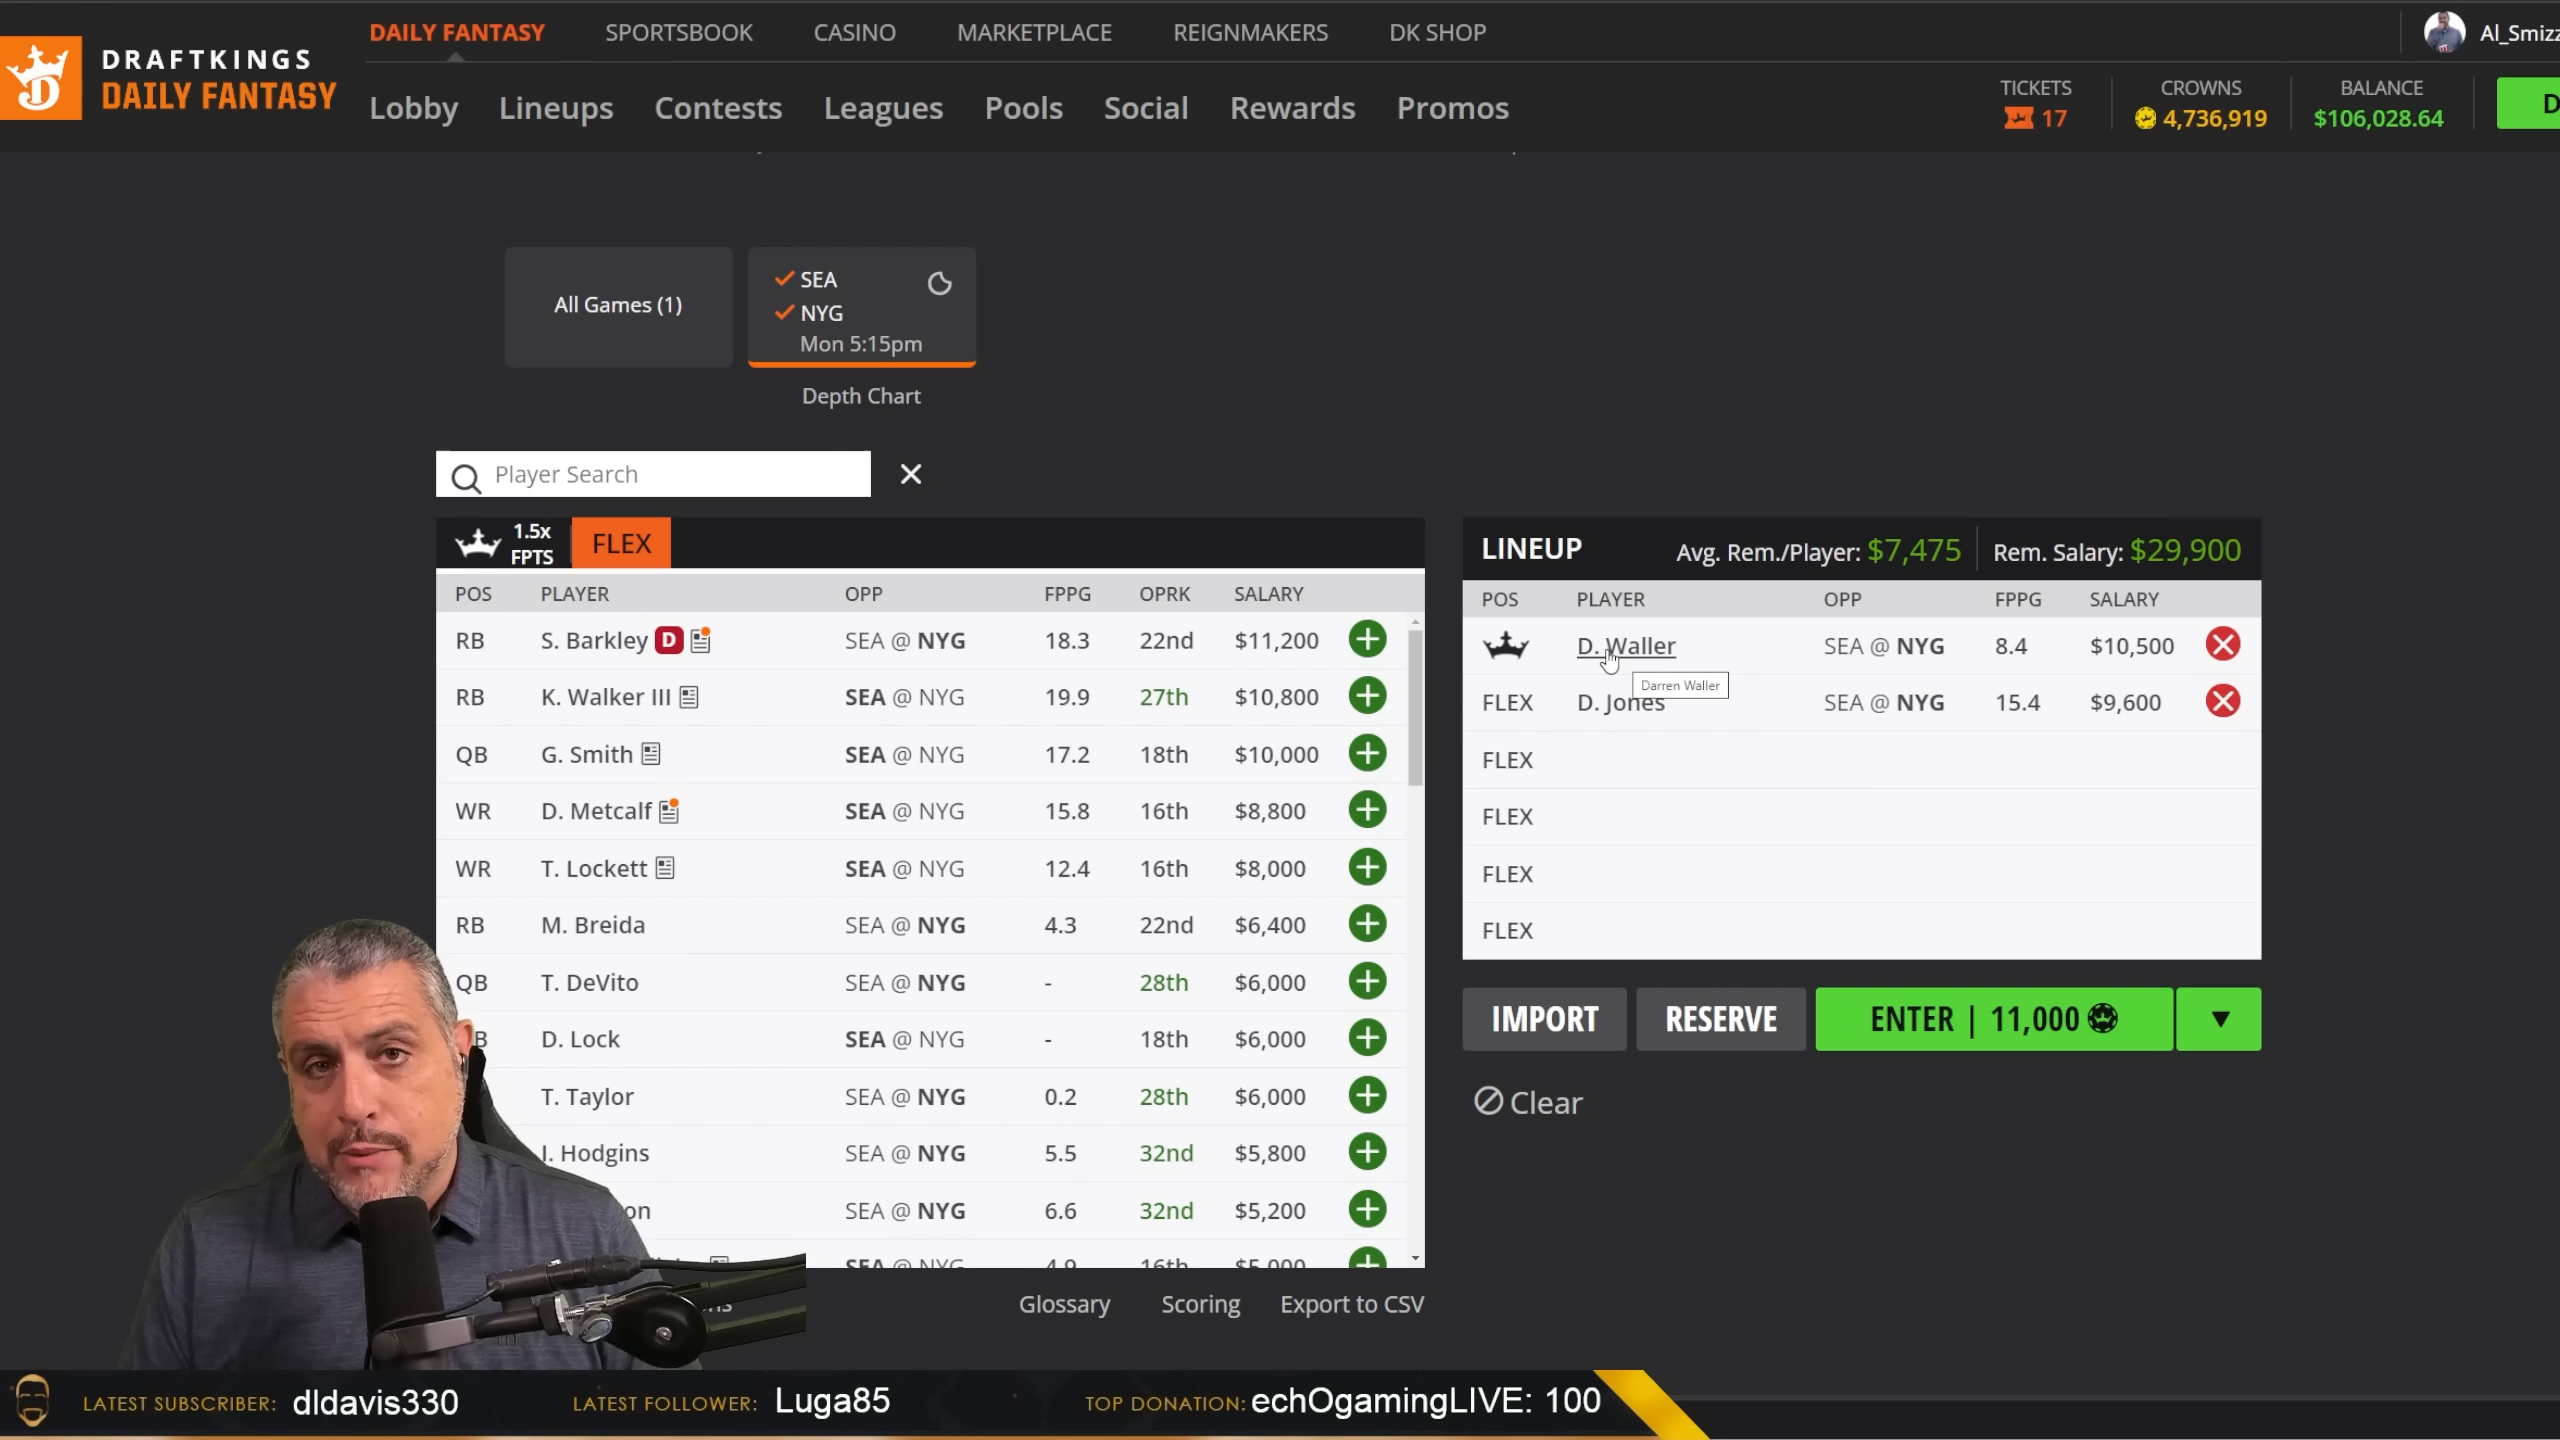 DAILY FANTASY SPORTSBOOK CASINO MARKETPLACE REIGNMAKERS DK SHOP
DRAFTKINGS
DAILY FANTASY
Lobby Lineups Contests Leagues Pools Social Rewards Promos
TICKETS CROWNS BALANCE
17 4,736,919 $106,028.64
All Games (1)
SEA
NYG
Mon 5:15pm
Depth Chart
Player Search
1.5x
FPTS
FLEX
POS PLAYER OPP FPPG OPRK SALARY
RB S. Barkley D SEA @ NYG 18.3 22nd $11,200
RB K. Walker III SEA @ NYG 19.9 27th $10,800
QB G. Smith SEA @ NYG 17.2 18th $10,000
WR D. Metcalf SEA @ NYG 15.8 16th $8,800
WR T. Lockett SEA @ NYG 12.4 16th $8,000
RB M. Breida SEA @ NYG 4.3 22nd $6,400
QB T. DeVito SEA @ NYG - 28th $6,000
D. Lock SEA @ NYG - 18th $6,000
T. Taylor SEA @ NYG 0.2 28th $6,000
I. Hodgins SEA @ NYG 5.5 32nd $5,800
on SEA @ NYG 6.6 32nd $5,200
SEA @ NYG 4.9 16th $5,000
Glossary Scoring Export to CSV
LINEUP Avg. Rem./Player: $7,475 Rem. Salary: $29,900
POS PLAYER OPP FPPG SALARY
D. Waller SEA @ NYG 8.4 $10,500
Darren Waller
FLEX D. Jones SEA @ NYG 15.4 $9,600
FLEX
FLEX
FLEX
FLEX
IMPORT RESERVE ENTER | 11,000
Clear
LATEST SUBSCRIBER: dldavis330 LATEST FOLLOWER: Luga85 TOP DONATION: echOgamingLIVE: 100